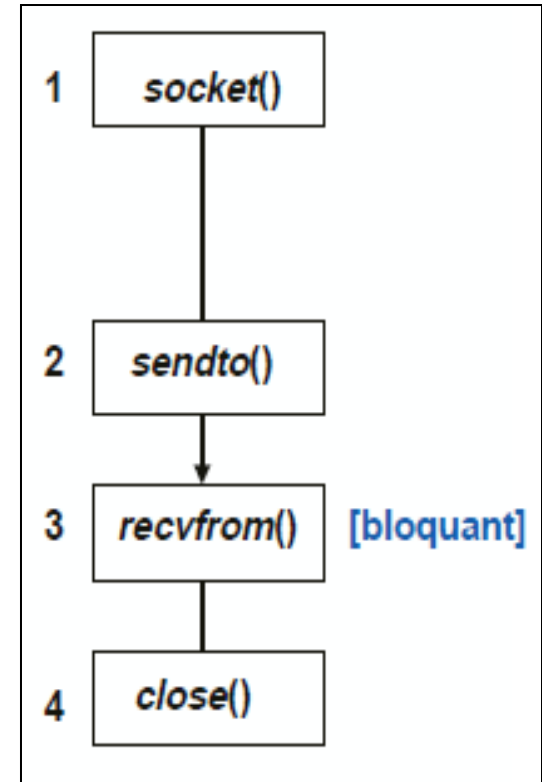 1 socket()
2 sendto()
3 recvfrom() [bloquant]
4 close()